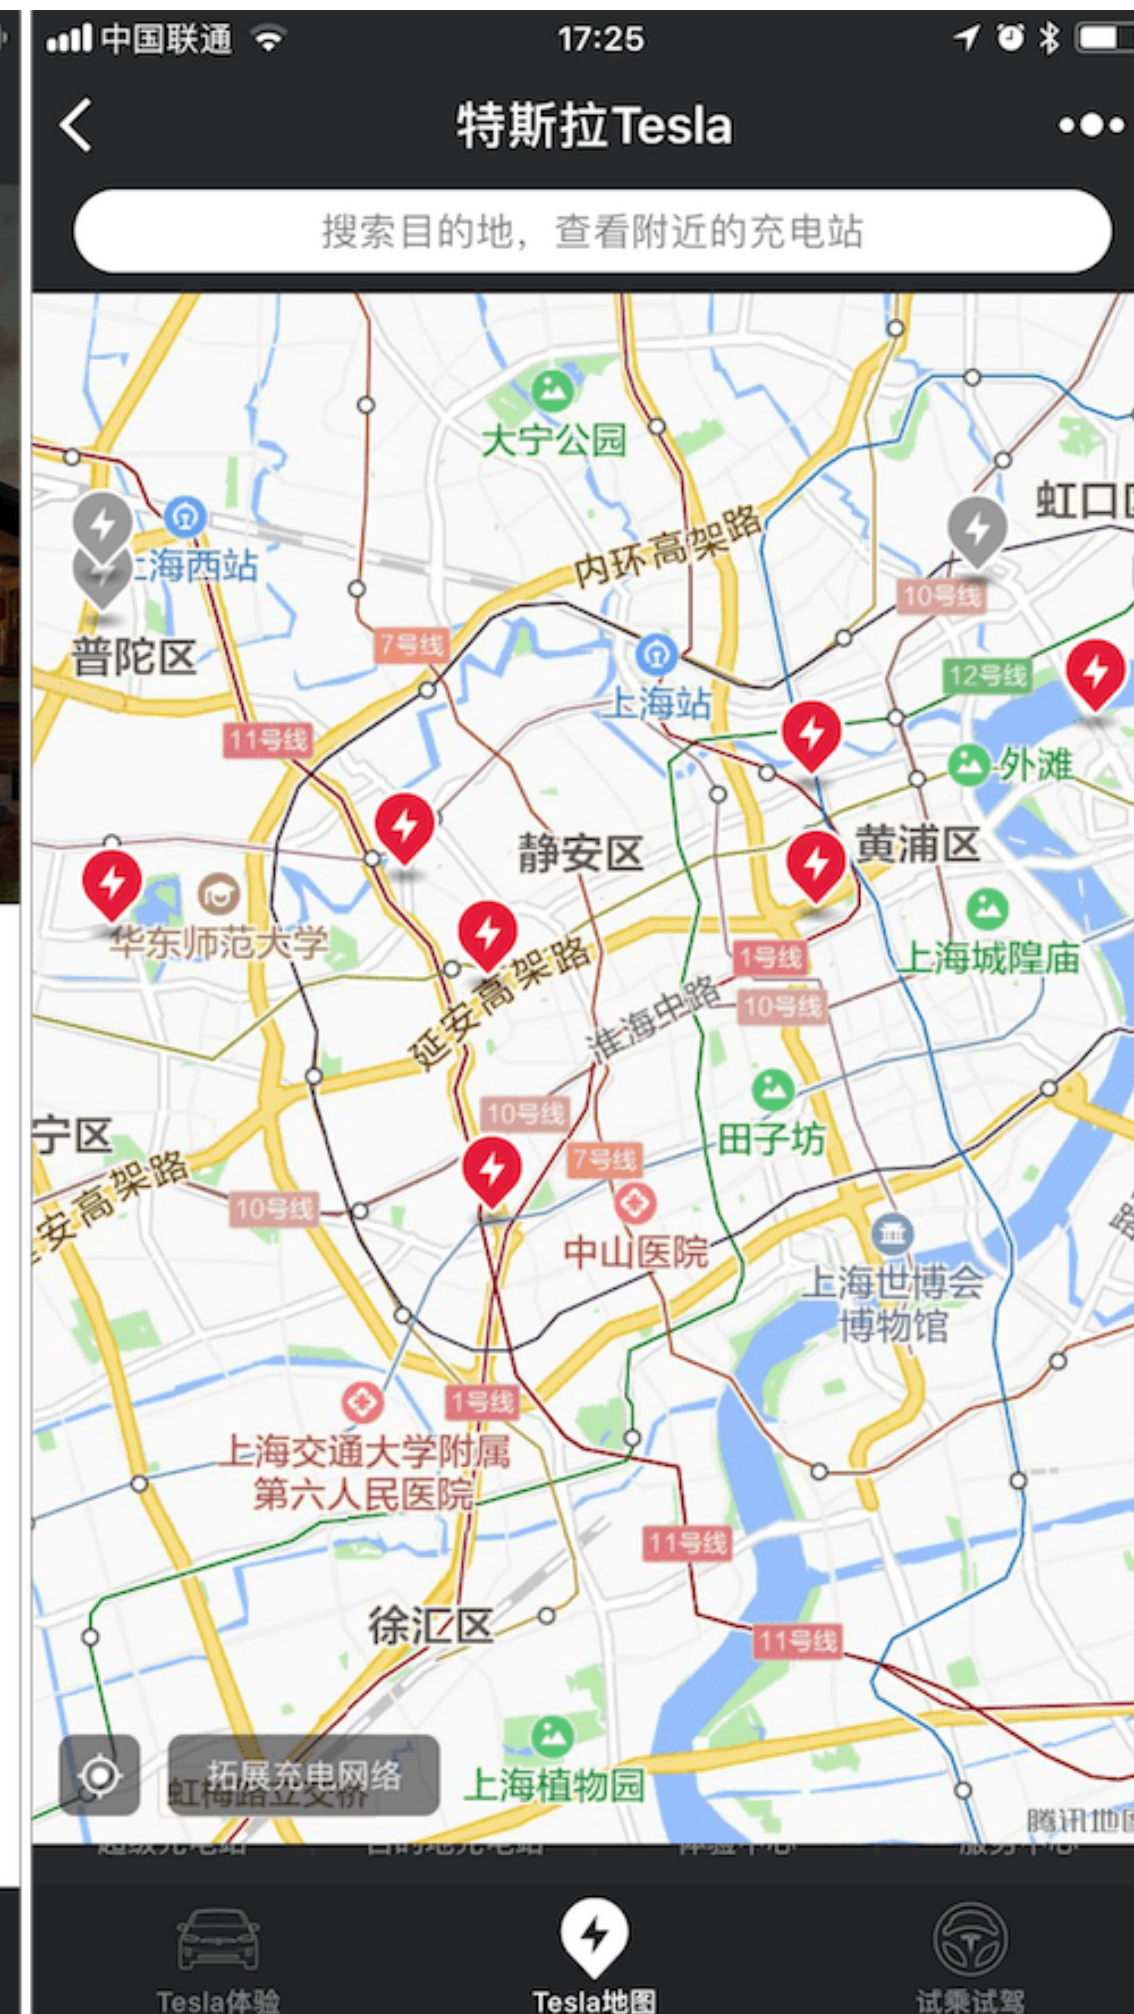 中国联通
17:25
特斯拉Tesla
搜索目的地，查看附近的充电站
大宁公园
虹口
内环高架路
海西站
10号线
普陀区
7号线
12号线
上海站
11号线
外滩
静安区
黄浦区
华东师范大学
1号线
上海城隍庙
延安高架路
淮海中路
10号线
10号线
宁区
田子坊
7号线
安高架路
10号线
中山医院
路
上海世博会
博物馆
1号线
上海交通大学附属
第六人民医院
11号线
徐汇区
11号线
拓展充电网络
虹梅路立交桥
上海植物园
腾讯地图
Tesla体验
Tesla地图
试乘试驾